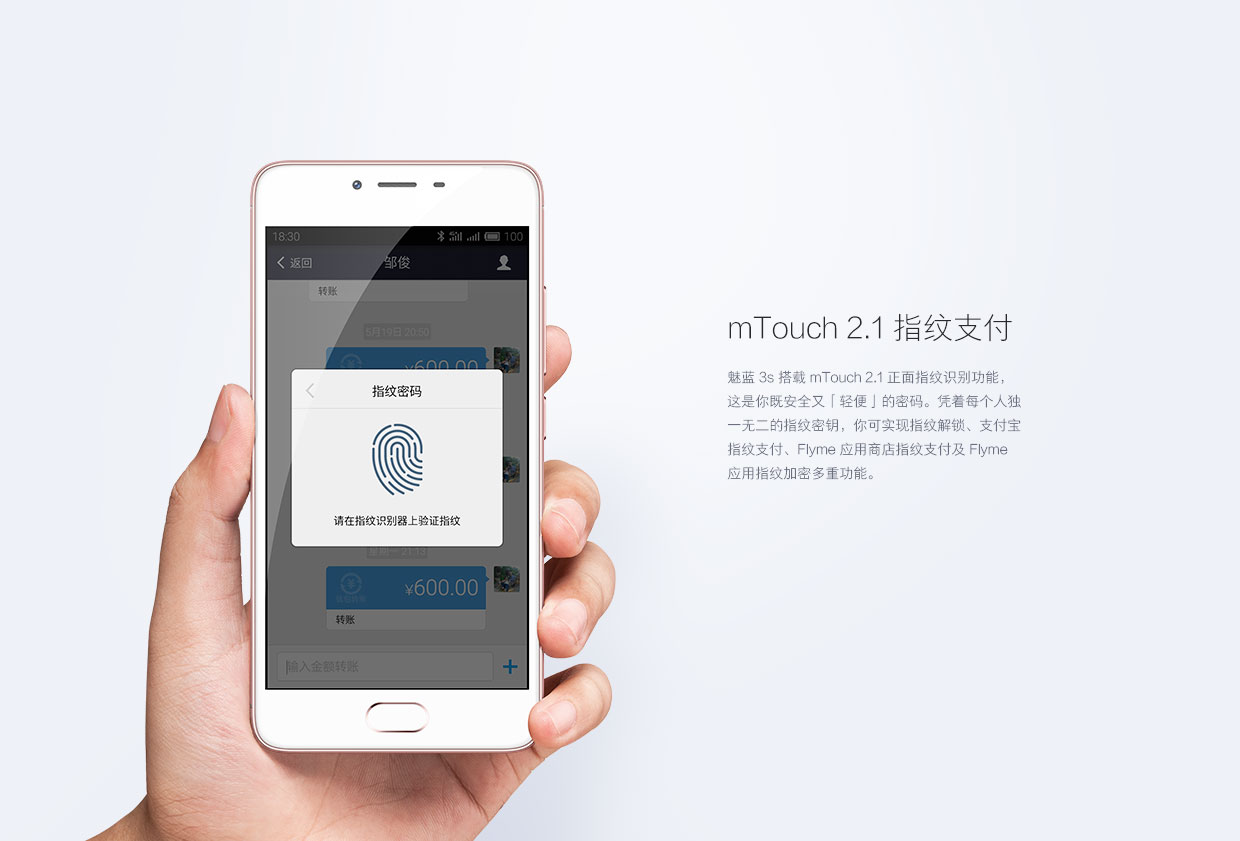 18:30
100
返回
邹俊
转账
5月19日 20:50
¥600.00
指纹密码
请在指纹识别器上验证指纹
星期一 21:13
¥600.00
转账
输入金额转账
mTouch 2.1 指纹支付
魅蓝 3s 搭载 mTouch 2.1 正面指纹识别功能，
这是你既安全又「轻便」的密码。凭着每个人独
一无二的指纹密钥，你可实现指纹解锁、支付宝
指纹支付、Flyme 应用商店指纹支付及 Flyme
应用指纹加密多重功能。